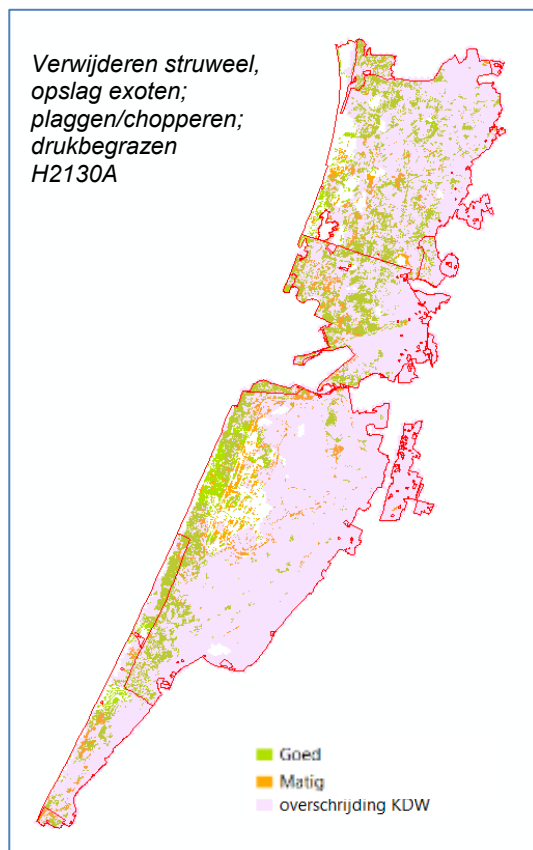 Verwijderen struweel,
opslag exoten;
plaggen/chopperen;
drukbegrazen
H2130A
Goed
Matig
overschrijding KDW